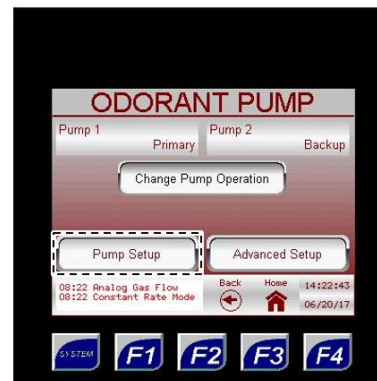 ODORANT PUMP
Pump 1
Primary
Pump 2
Backup
Change Pump Operation
Pump Setup
Advanced Setup
08:22 Analog Gas Flow
08:22 Constant Rate Mode
Back
Home
14:22:43
06/20/17
SYSTEM
F1
F2
F3
F4